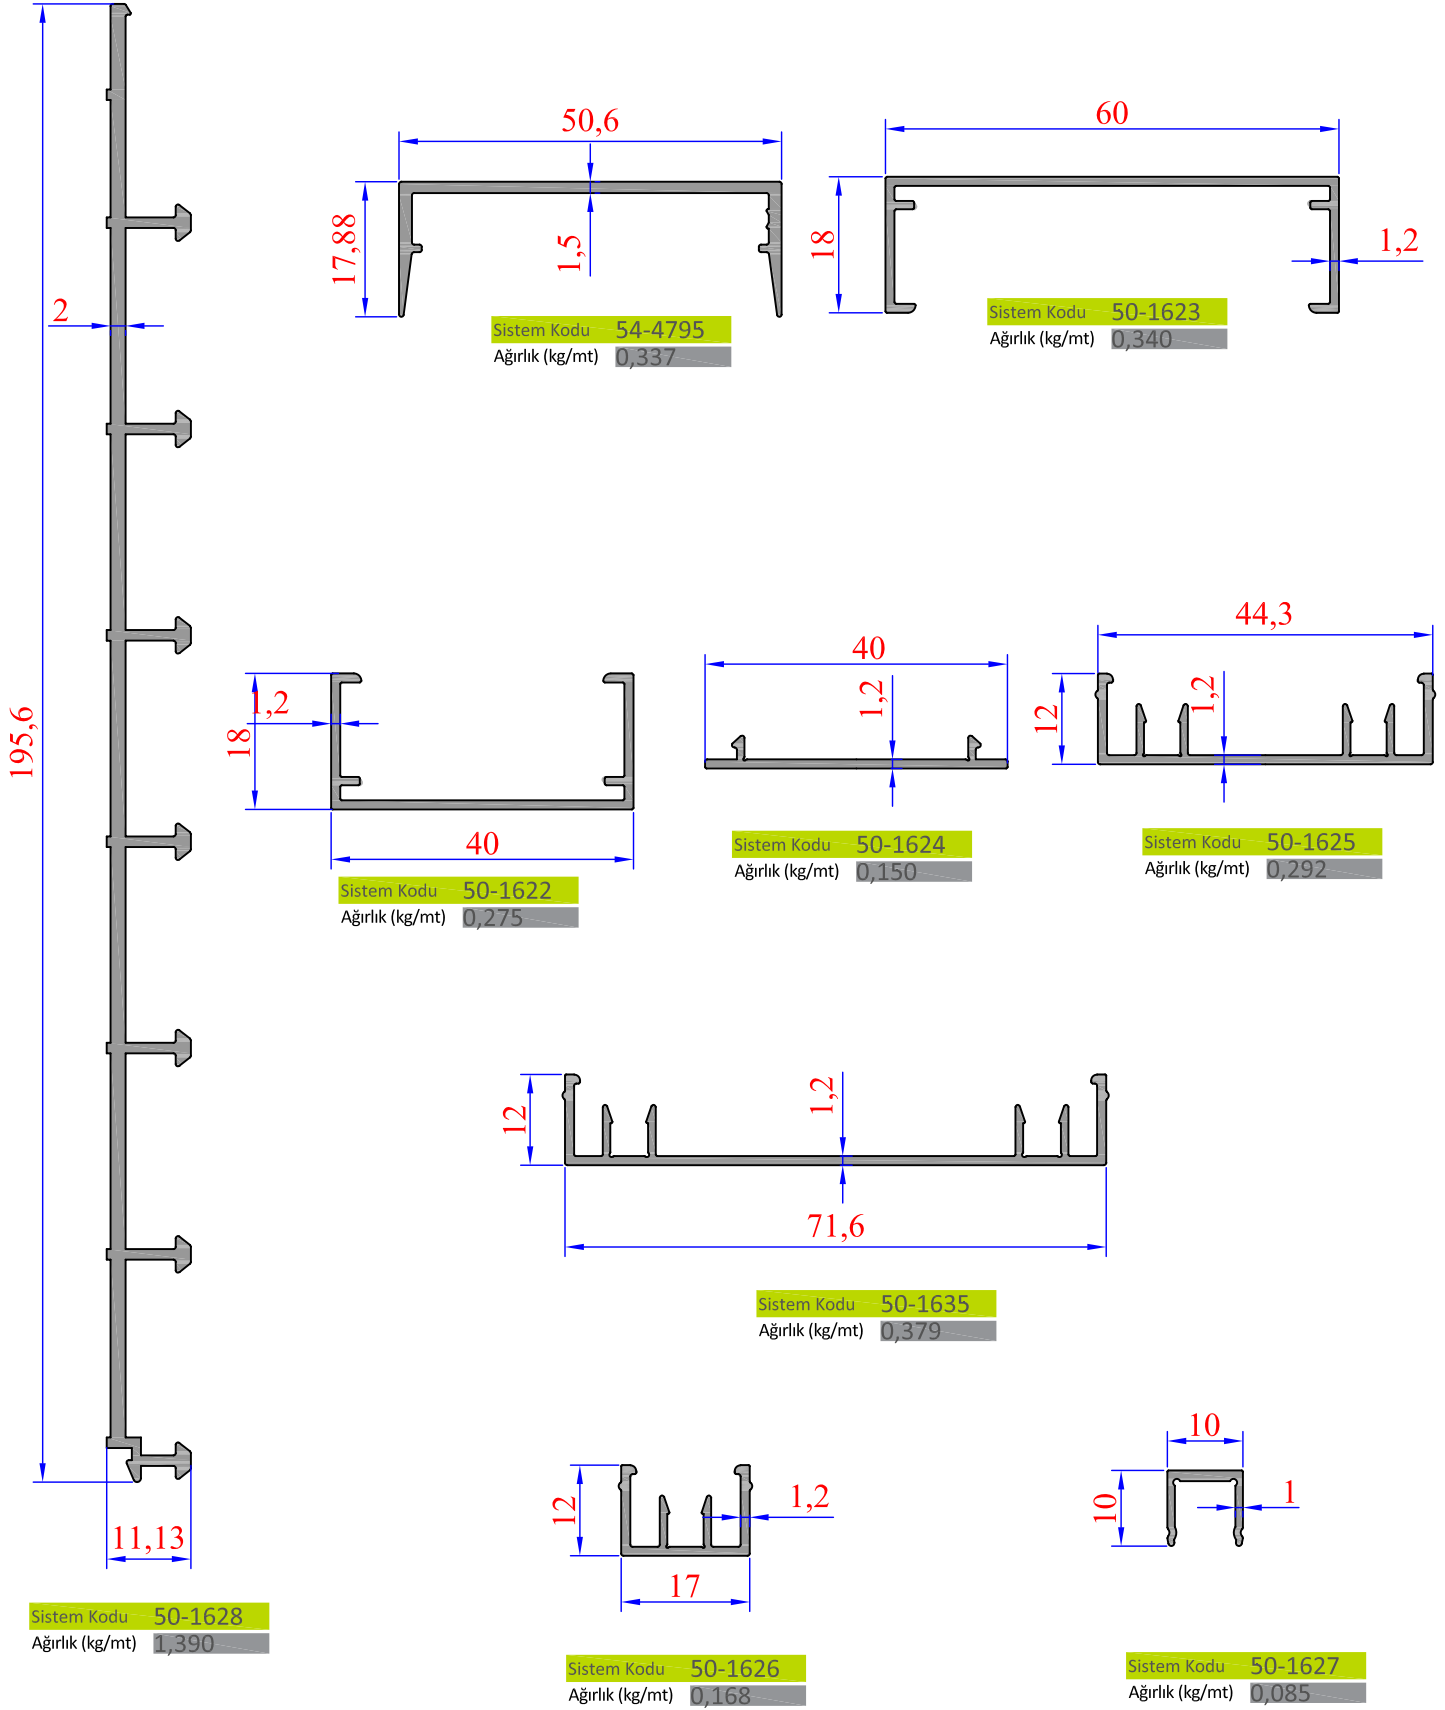 50,6
60
17,88
1,5
18
1,2
2
Sistem Kodu 54-4795
Ağırlık (kg/mt) 0,337
Sistem Kodu 50-1623
Ağırlık (kg/mt) 0,340
195,6
1,2
18
40
Sistem Kodu 50-1622
Ağırlık (kg/mt) 0,275
40
1,2
Sistem Kodu 50-1624
Ağırlık (kg/mt) 0,150
44,3
12
1,2
Sistem Kodu 50-1625
Ağırlık (kg/mt) 0,292
12
1,2
71,6
Sistem Kodu 50-1635
Ağırlık (kg/mt) 0,379
11,13
Sistem Kodu 50-1628
Ağırlık (kg/mt) 1,390
12
1,2
17
Sistem Kodu 50-1626
Ağırlık (kg/mt) 0,168
10
10
1
Sistem Kodu 50-1627
Ağırlık (kg/mt) 0,085